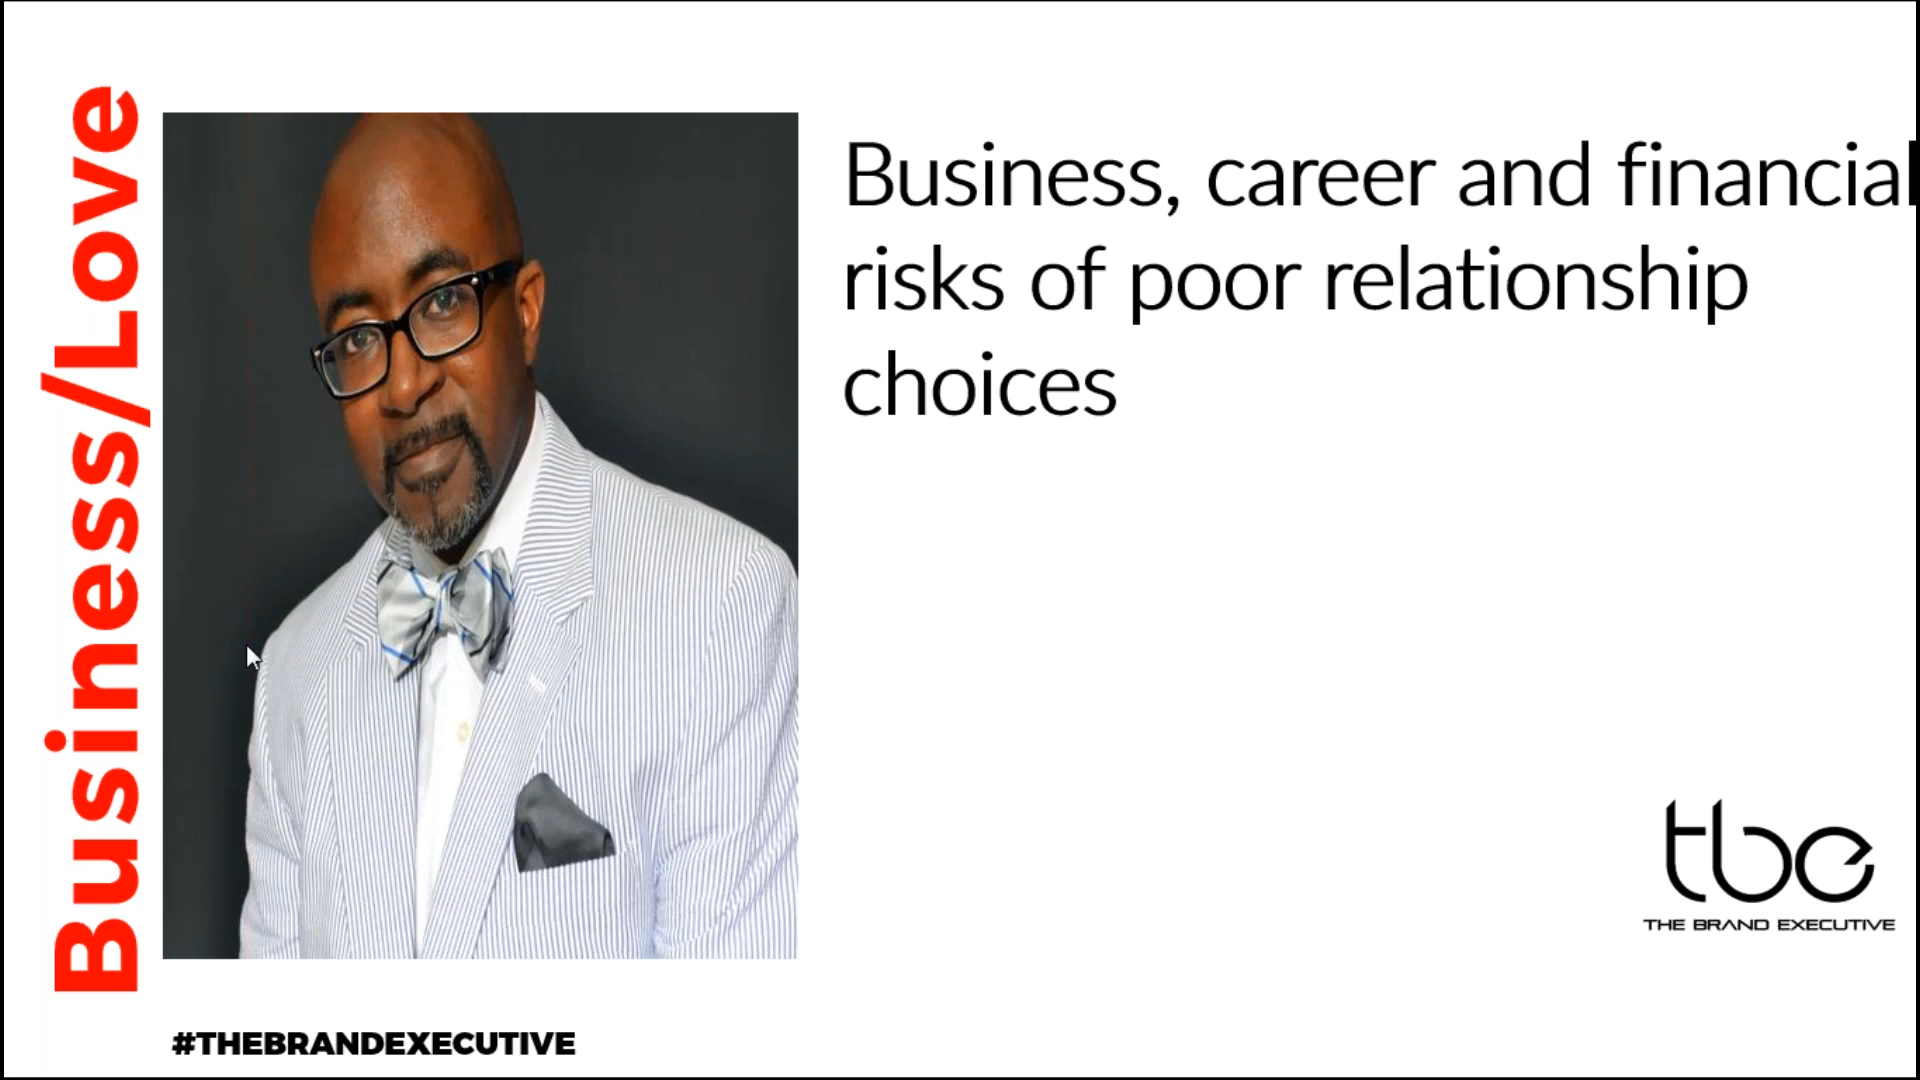 Business/Love
Business, career and financial
risks of poor relationship
choices
tbe
THE BRAND EXECUTIVE
#THEBRANDEXECUTIVE